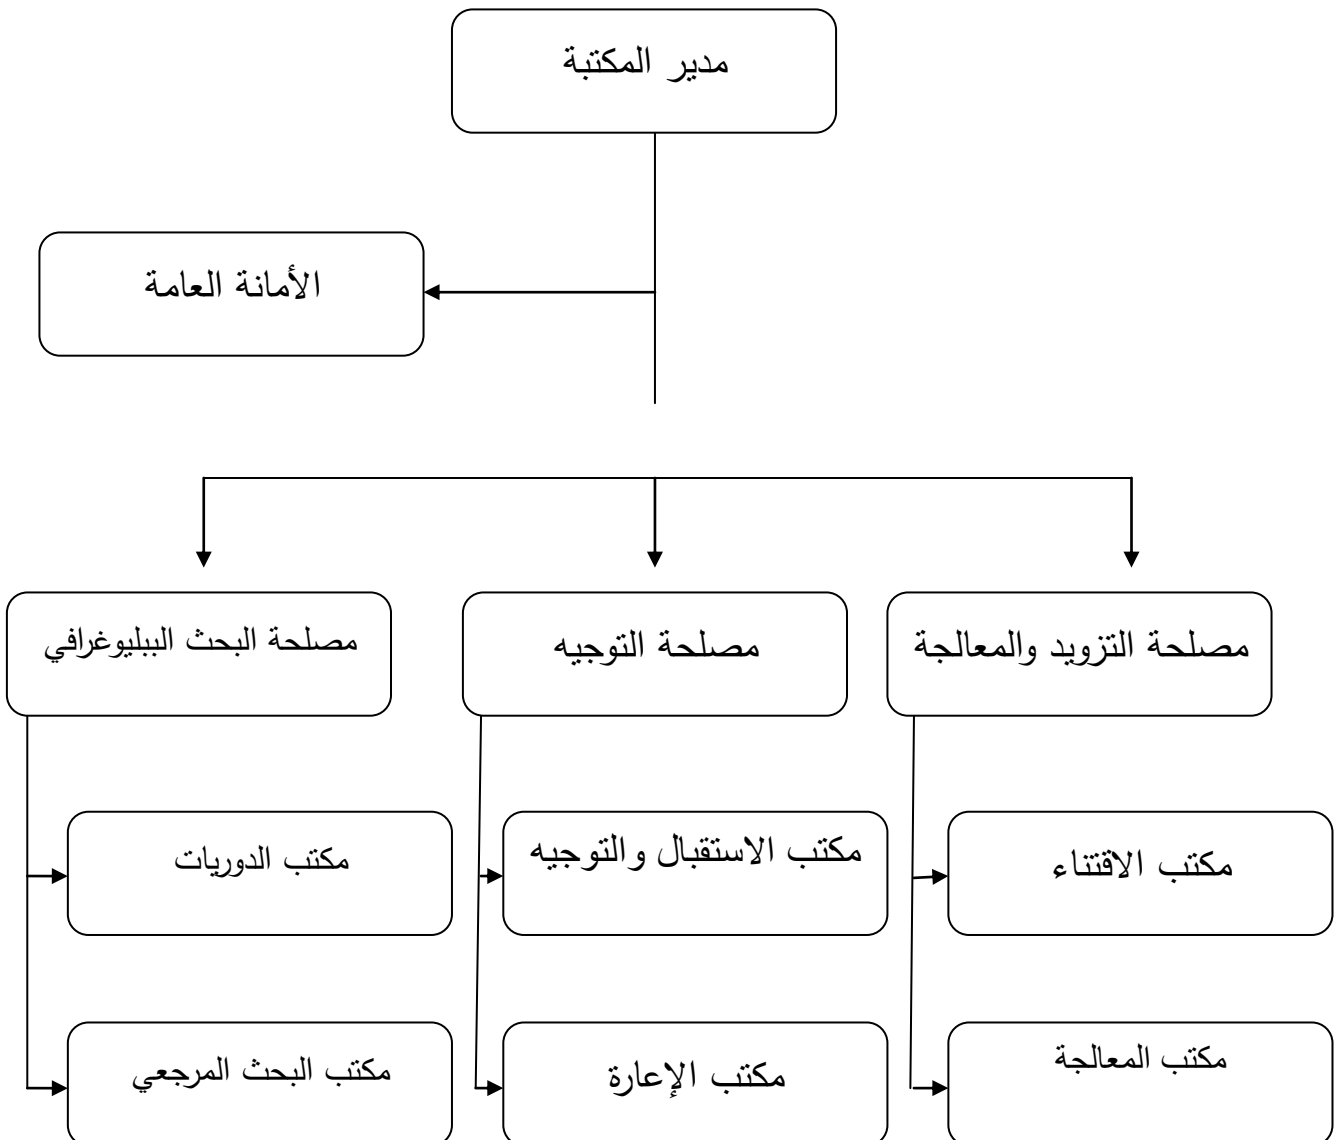 مدير المكتبة
الأمانة العامة
مصلحة التزويد والمعالجة
مصلحة التوجيه
مصلحة البحث الببليوغرافي
مكتب الاقتناء
مكتب الاستقبال والتوجيه
مكتب الدوريات
مكتب المعالجة
مكتب الإعارة
مكتب البحث المرجعي